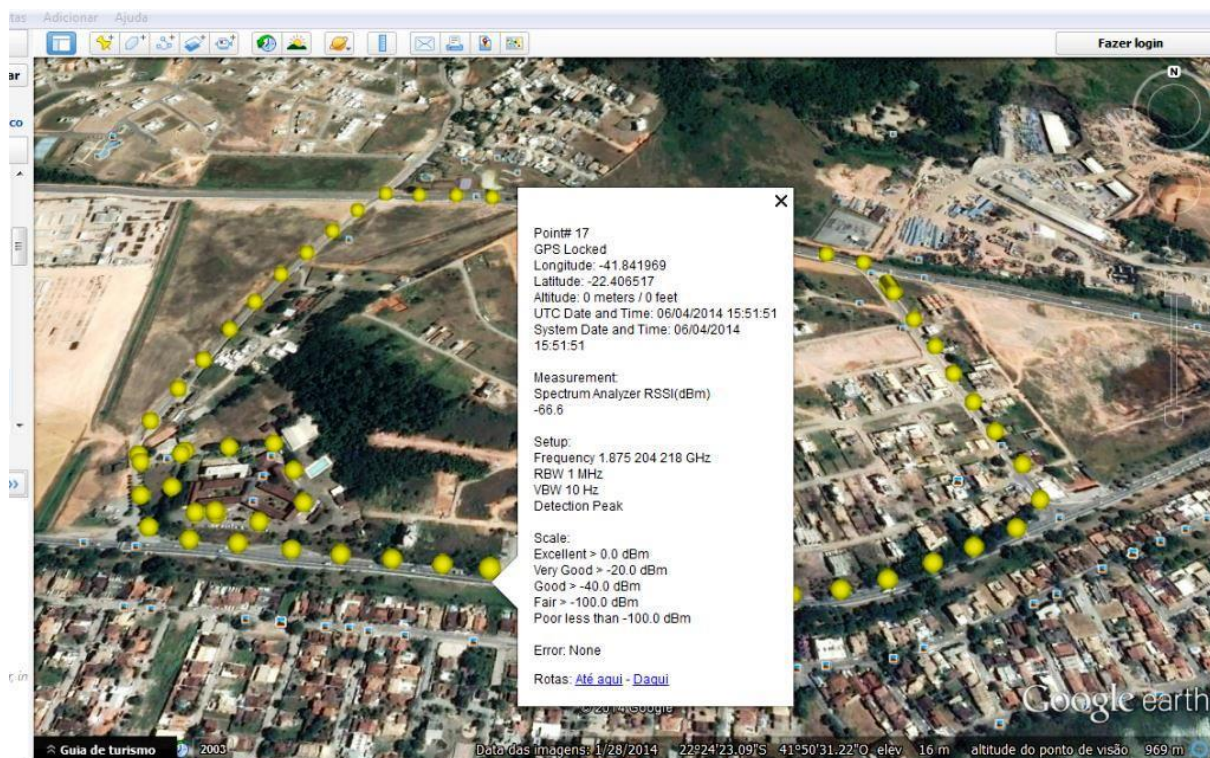 tas Adicionar Ajuda
Fazer login
ar
co
N
Point# 17
GPS Locked
Longitude: -41.841969
Latitude: -22.406517
Altitude: 0 meters / 0 feet
UTC Date and Time: 06/04/2014 15:51:51
System Date and Time: 06/04/2014
15:51:51
Measurement:
Spectrum Analyzer RSSI(dBm)
-66.6
Setup:
Frequency 1.875 204 218 GHz
RBW 1 MHz
VBW 10 Hz
Detection Peak
Scale:
Excellent > 0.0 dBm
Very Good > -20.0 dBm
Good > -40.0 dBm
Fair > -100.0 dBm
Poor less than -100.0 dBm
Error: None
Rotas: Até aqui - Daqui
© 2014 Google
Google earth
Guia de turismo 2003 Data das imagens: 1/28/2014 22°24'23.09"S 41°50'31.22"O elev 16 m altitude do ponto de visão 969 m